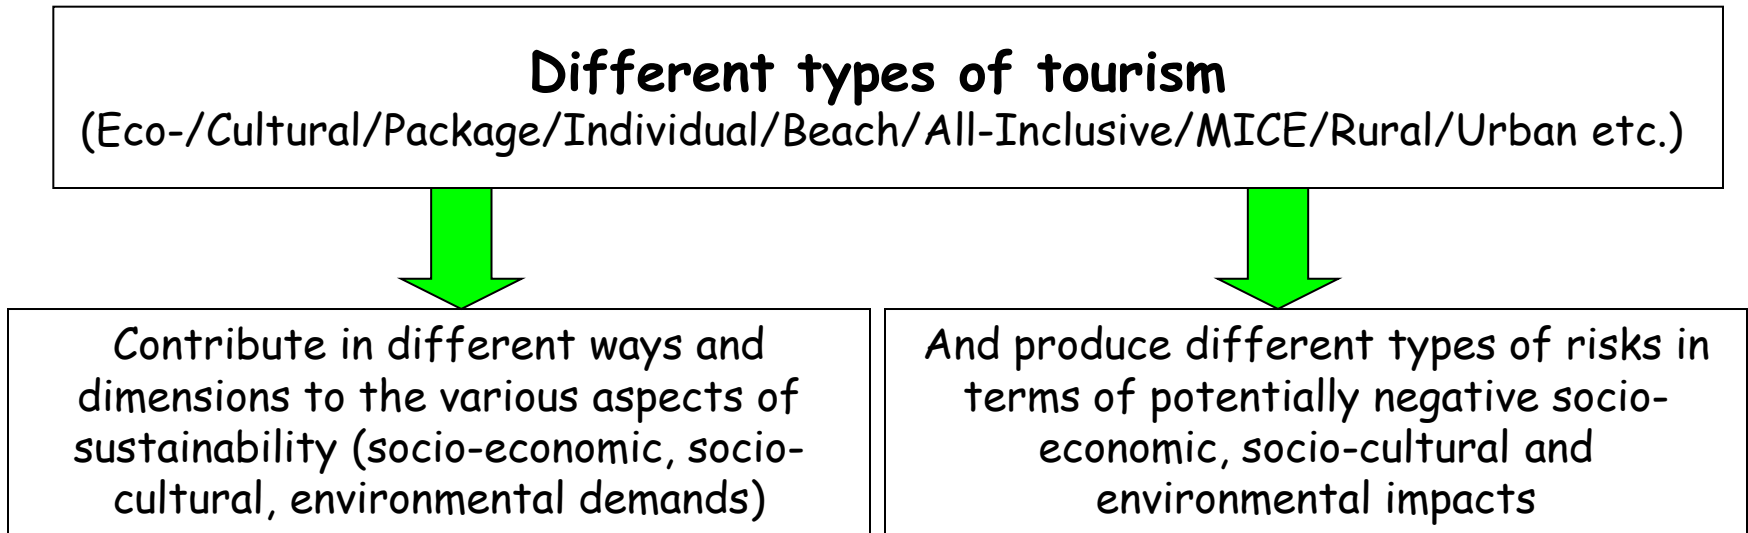 Different types of tourism
(Eco-/Cultural/Package/Individual/Beach/All-Inclusive/MICE/Rural/Urban etc.)
Contribute in different ways and
dimensions to the various aspects of
sustainability (socio-economic, socio-
cultural, environmental demands)
And produce different types of risks in
terms of potentially negative socio-
economic, socio-cultural and
environmental impacts